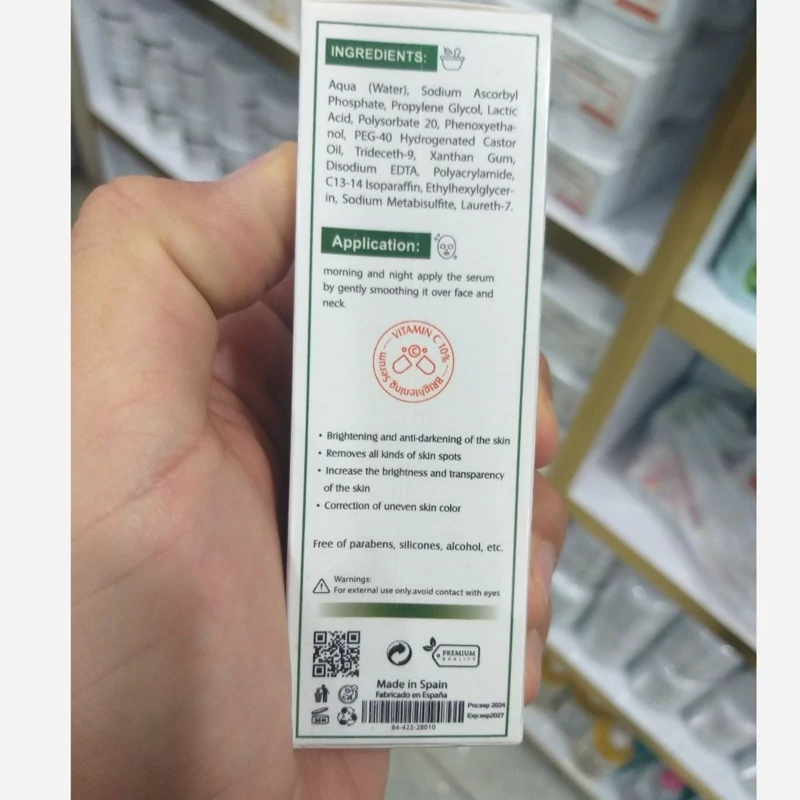 INGREDIENTS:
Aqua (Water), Sodium Ascorbyl
Phosphate, Propylene Glycol, Lactic
Acid, Polysorbate 20, Phenoxyetha-
nol, PEG-40 Hydrogenated Castor
Oil, Trideceth-9, Xanthan Gum,
Disodium EDTA, Polyacrylamide,
C13-14 Isoparaffin, Ethylhexylglycer-
in, Sodium Metabisulfite, Laureth-7.
Application:
morning and night apply the serum
by gently smoothing it over face and
neck
VITAMIN C 10%
C
BRightening Serum
• Brightening and anti-darkening of the skin
• Removes all kinds of skin spots
• Increase the brightness and transparency
of the skin
• Correction of uneven skin color
Free of parabens, silicones, alcohol, etc.
Warnings:
For external use only.avoid contact with eyes
PREMIUM
QUALITY
Made in Spain
Fabricado en España
Pro:sep 2024
Exp:sep2027
84-423-28010